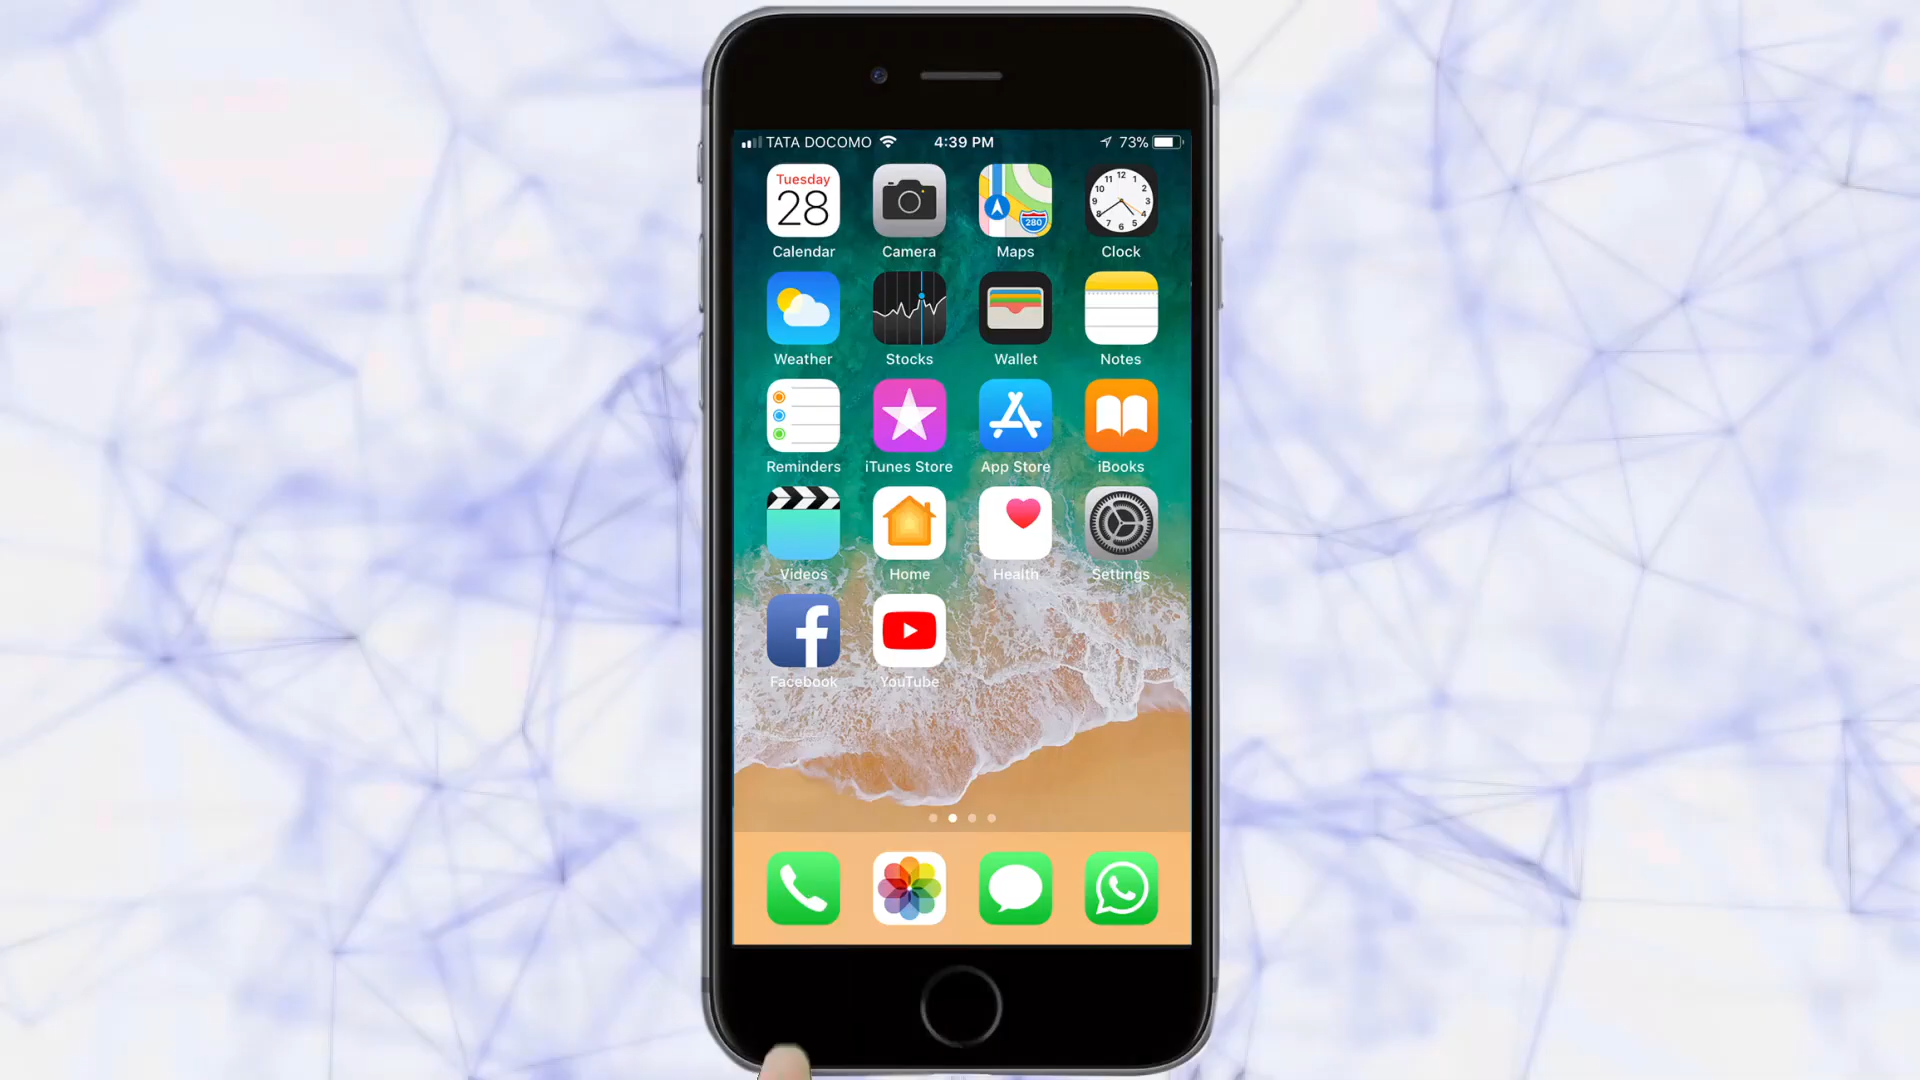 TATA DOCOMO 4:39 PM 73%
Tuesday
28
Calendar Camera Maps Clock
280
Weather Stocks Wallet Notes
Reminders iTunes Store App Store iBooks
Videos Home Health Settings
Facebook YouTube